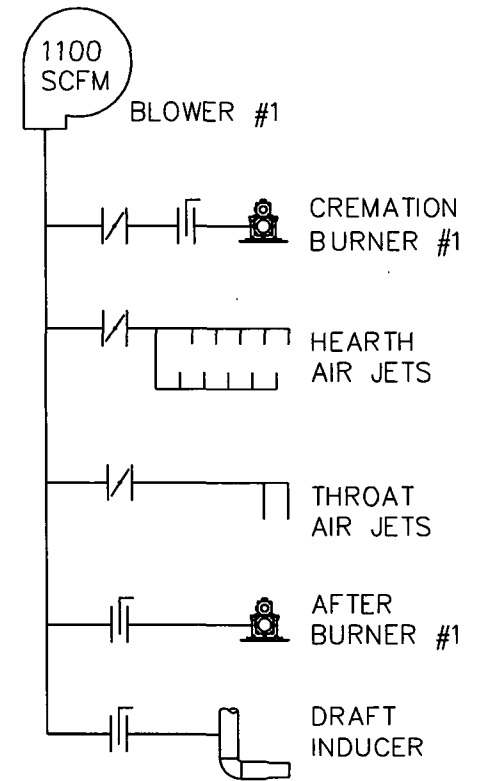 1100
SCFM
BLOWER #1
CREMATION
BURNER #1
HEARTH
AIR JETS
THROAT
AIR JETS
AFTER
BURNER #1
DRAFT
INDUCER